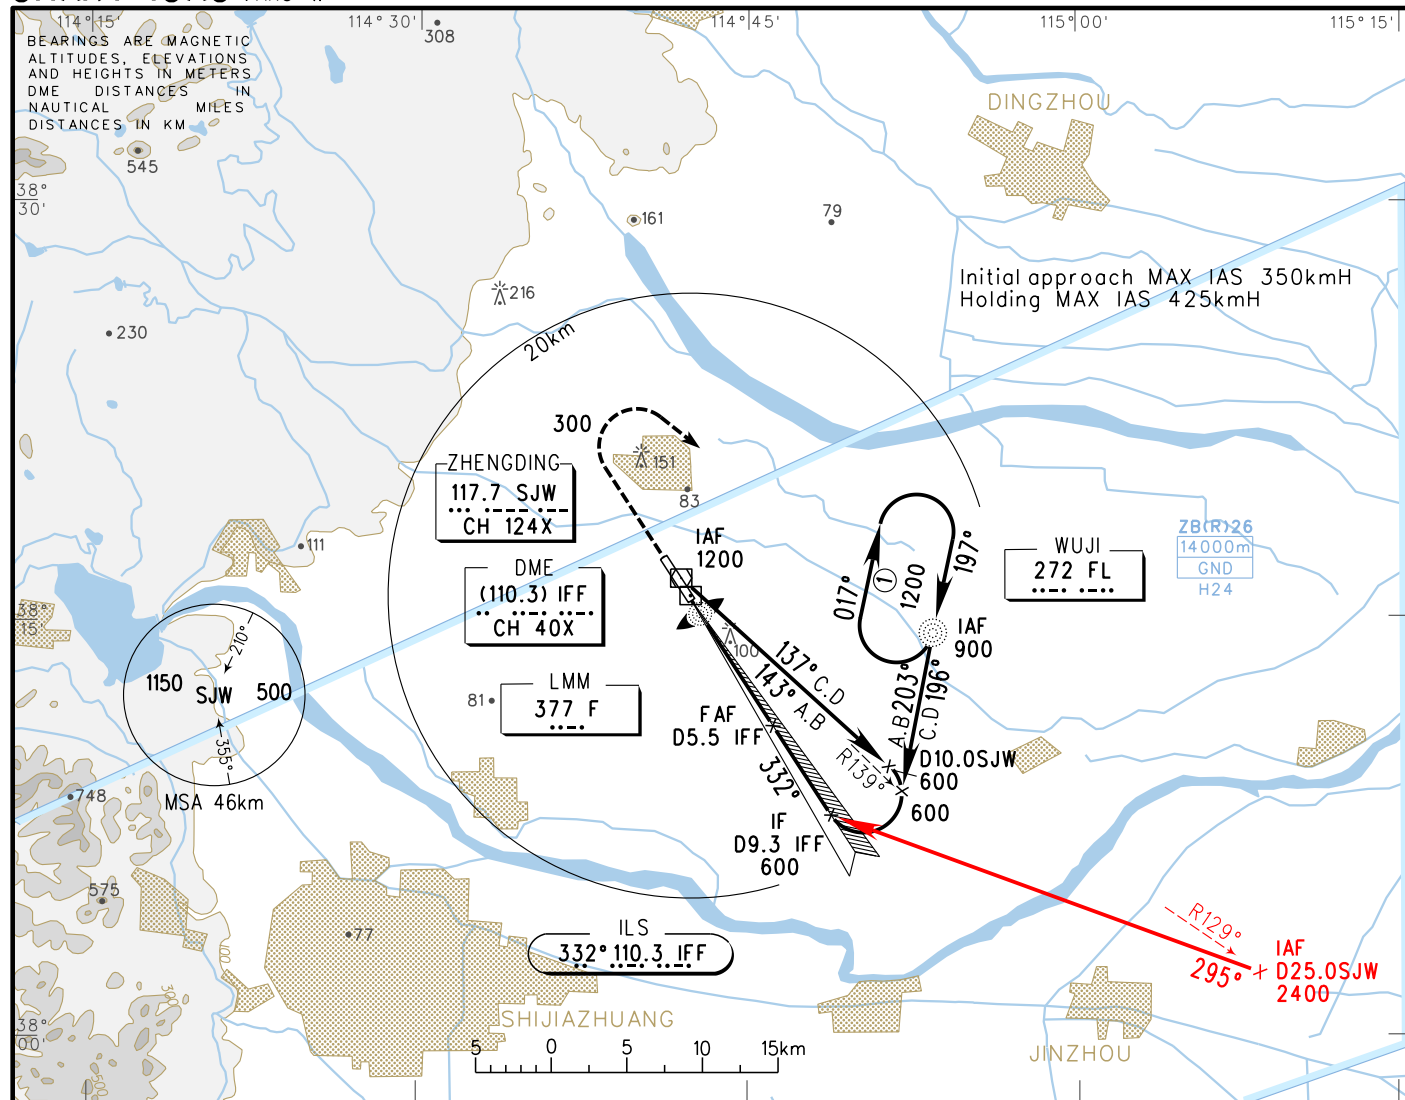 114° 15'
114° 30'
114° 45'
115° 00'
115° 15'
BEARINGS ARE MAGNETIC
ALTITUDES, ELEVATIONS
AND HEIGHTS IN METERS
DME DISTANCES IN
NAUTICAL MILES
DISTANCES IN KM
308
545
DINGZHOU
38°
30'
161
79
216
230
Initial approach MAX IAS 350kmH
Holding MAX IAS 425kmH
20km
300
151
83
ZHENGDING
117.7 SJW
CH 124X
IAF
1200
111
DME
(110.3) IFF
CH 40X
017°
1
1200
197°
WUJI
272 FL
ZB(R)26
14000m
GND
H24
38°
15'
IAF
900
100
210°
1150
SJW
500
355°
MSA 46km
81
LMM
377 F
137° C.D
143° A.B
A.B 203°
C.D 196°
FAF
D5.5 IFF
R139°
D10.0SJW
600
600
332°
IF
D9.3 IFF
600
748
575
77
ILS
332° 110.3 IFF
R129°
295°
IAF
D25.0SJW
2400
38°
00'
SHIJIAZHUANG
JINZHOU
5 0 5 10 15km
300
500